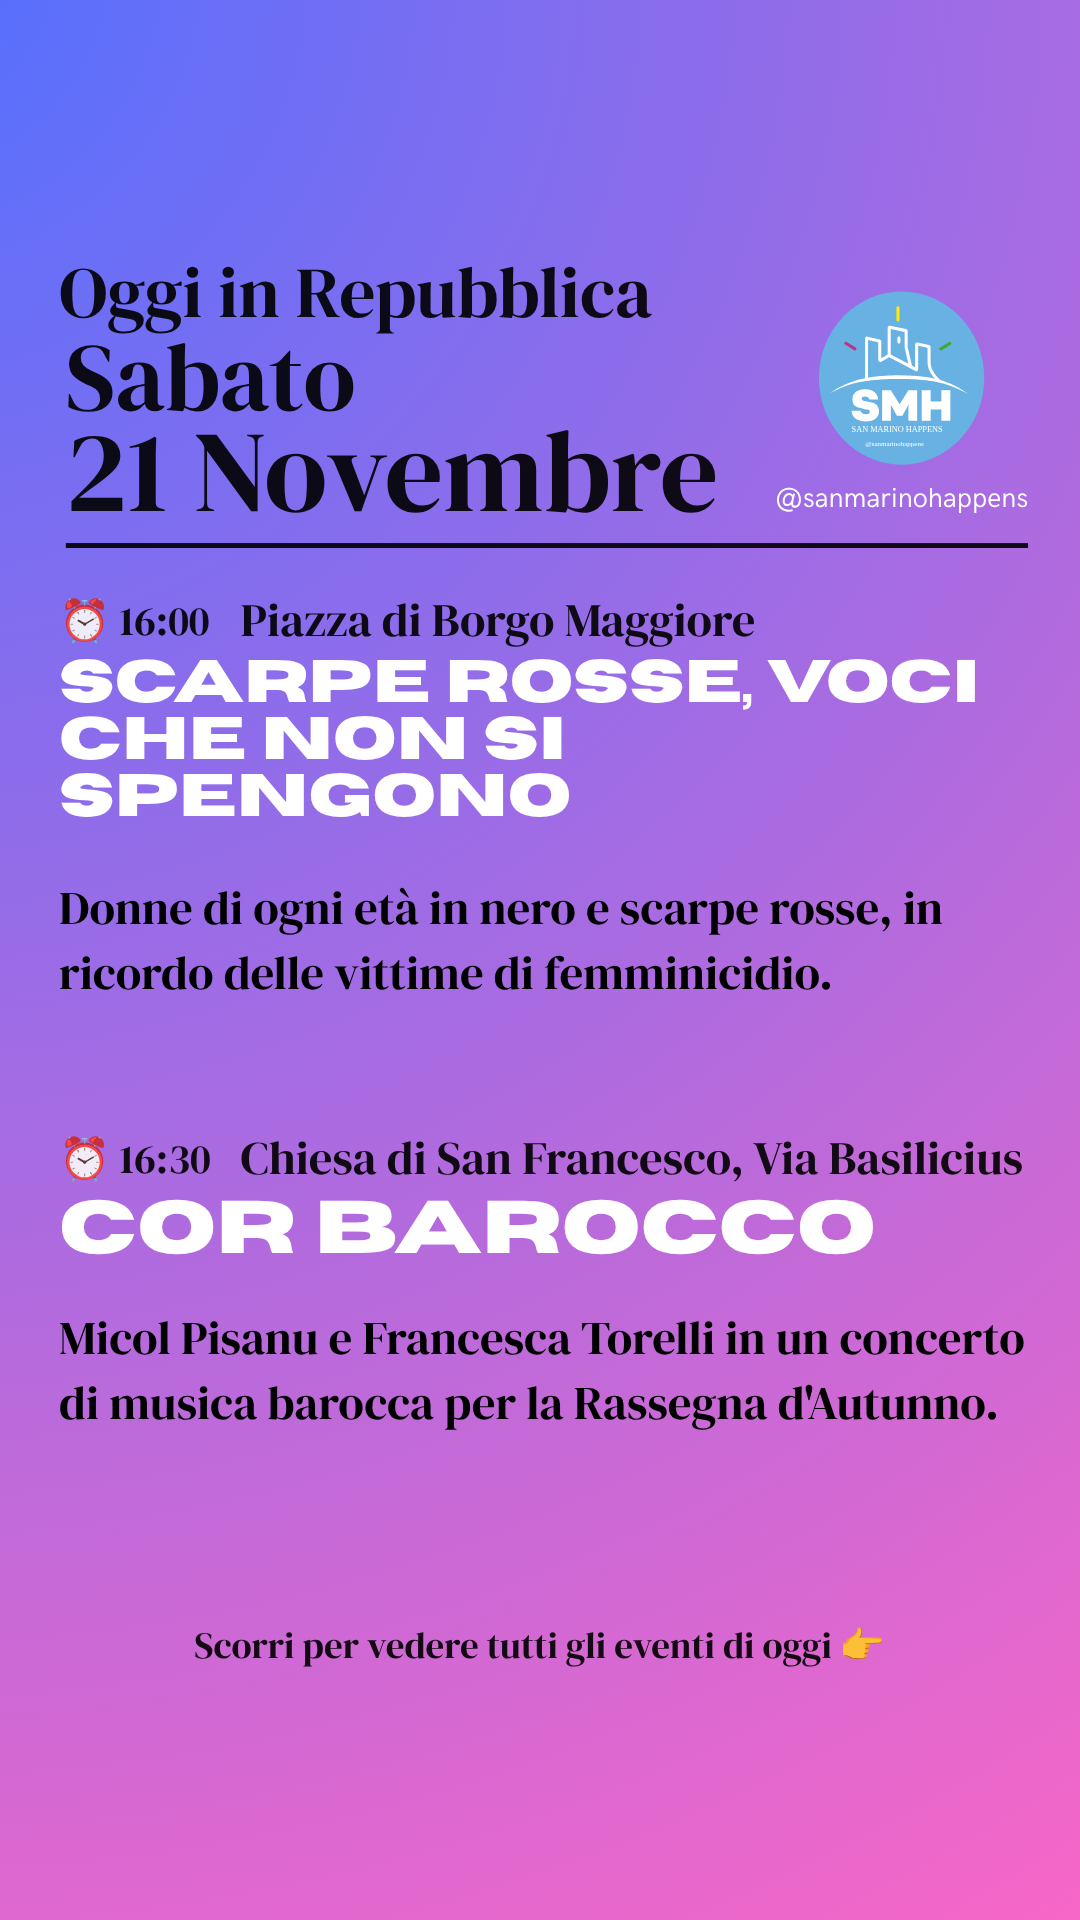 Oggi in Repubblica
Sabato
21 Novembre
SMH
SAN MARINO HAPPENS
@sanmarinohappens
@sanmarinohappens
⏰ 16:00 Piazza di Borgo Maggiore
SCARPE ROSSE, VOCI
CHE NON SI
SPENGONO
Donne di ogni età in nero e scarpe rosse, in
ricordo delle vittime di femminicidio.
⏰ 16:30 Chiesa di San Francesco, Via Basilicius
COR BAROCCO
Micol Pisanu e Francesca Torelli in un concerto
di musica barocca per la Rassegna d'Autunno.
Scorri per vedere tutti gli eventi di oggi 👉